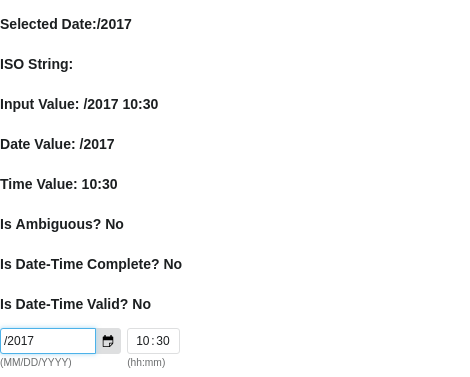 Selected Date:/2017
ISO String:
Input Value: /2017 10:30
Date Value: /2017
Time Value: 10:30
Is Ambiguous? No
Is Date-Time Complete? No
Is Date-Time Valid? No
/2017 10:30
(MM/DD/YYYY) (hh:mm)